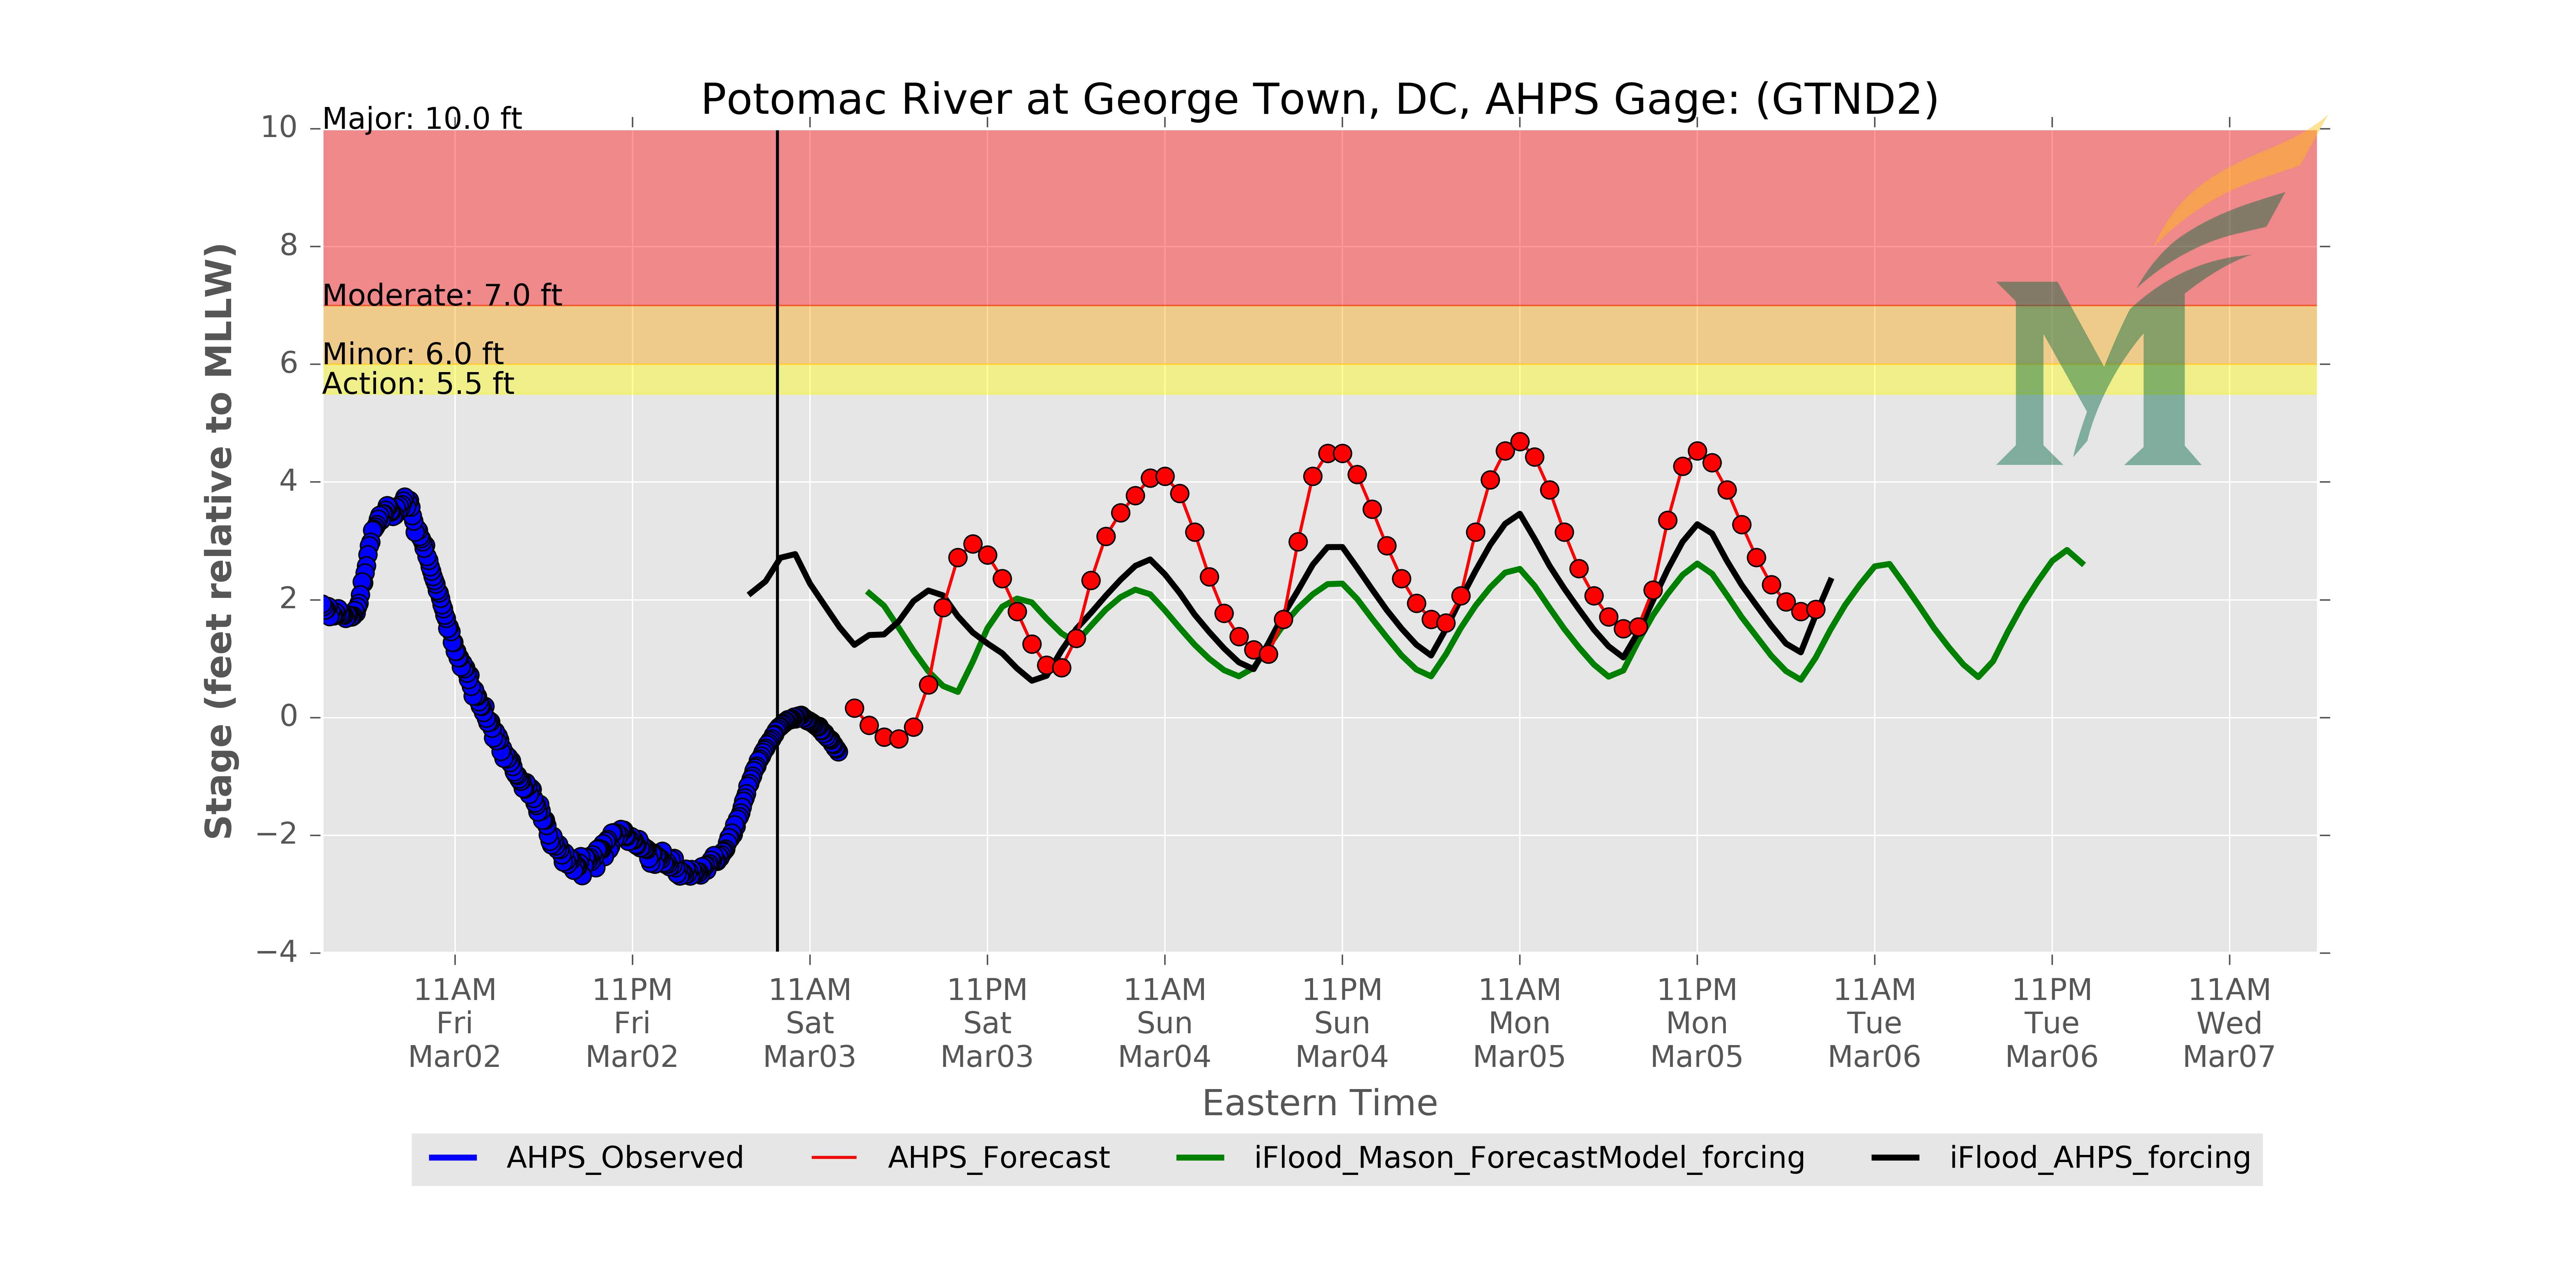 Potomac River at George Town, DC, AHPS Gage: (GTND2)
Major: 10.0 ft
Moderate: 7.0 ft
Minor: 6.0 ft
Action: 5.5 ft
Stage (feet relative to MLLW)
10
8
6
4
2
0
−2
−4
11AM 11PM 11AM 11PM 11AM 11PM 11AM 11PM 11AM 11PM 11AM
Fri Fri Sat Sat Sun Sun Mon Mon Tue Tue Wed
Mar02 Mar02 Mar03 Mar03 Mar04 Mar04 Mar05 Mar05 Mar06 Mar06 Mar07
Eastern Time
AHPS_Observed AHPS_Forecast iFlood_Mason_ForecastModel_forcing iFlood_AHPS_forcing
M